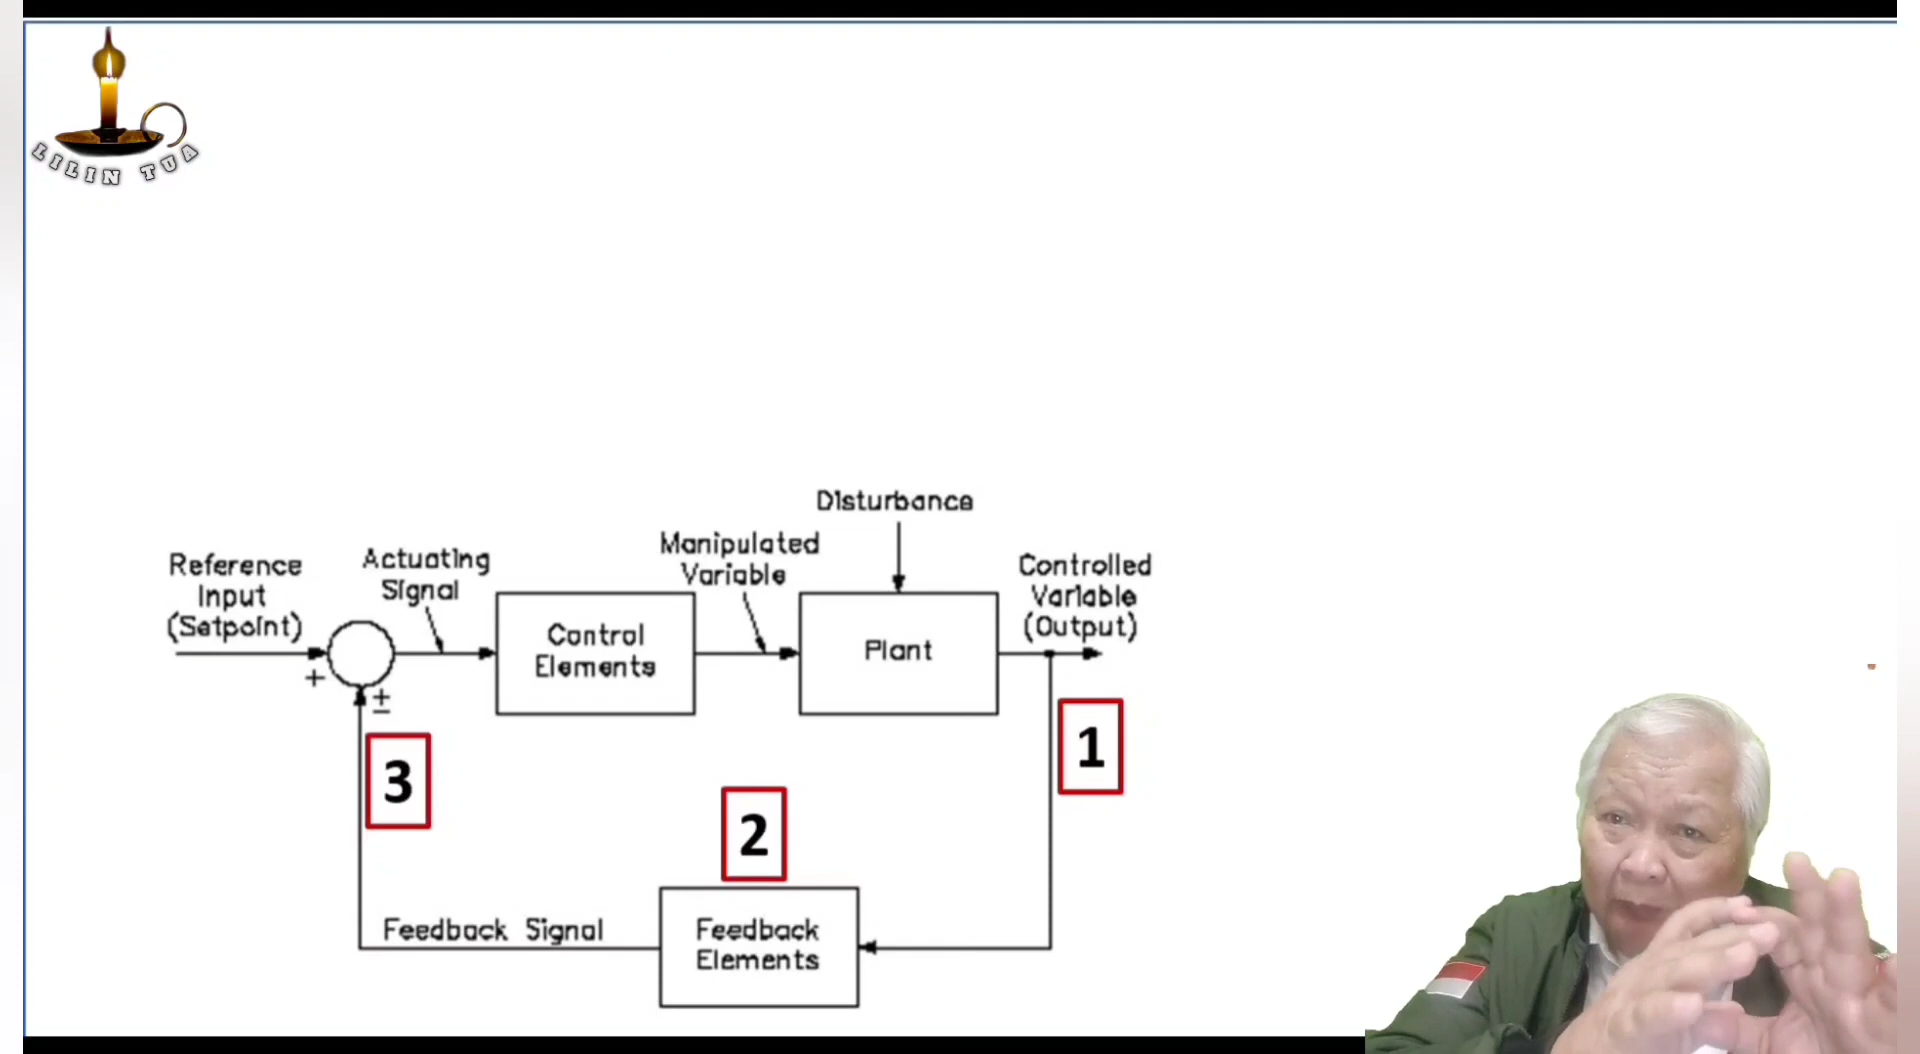 LILIN TUA
Disturbance
Manipulated
Variable
Reference
Input
(Setpoint)
Actuating
Signal
Controlled
Variable
(Output)
Control
Elements
Plant
+
±
1
3
2
Feedback Signal
Feedback
Elements